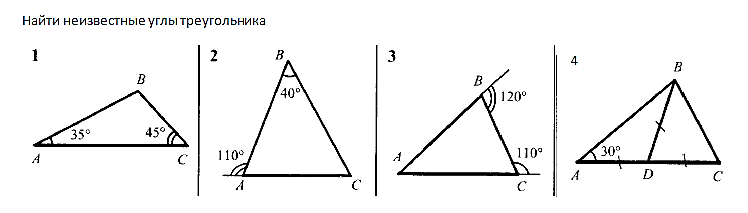 Найти неизвестные углы треугольника
1
B
35°
45°
A
C
2
B
40°
110°
A
C
3
B
120°
110°
A
C
4
B
30°
A
D
C